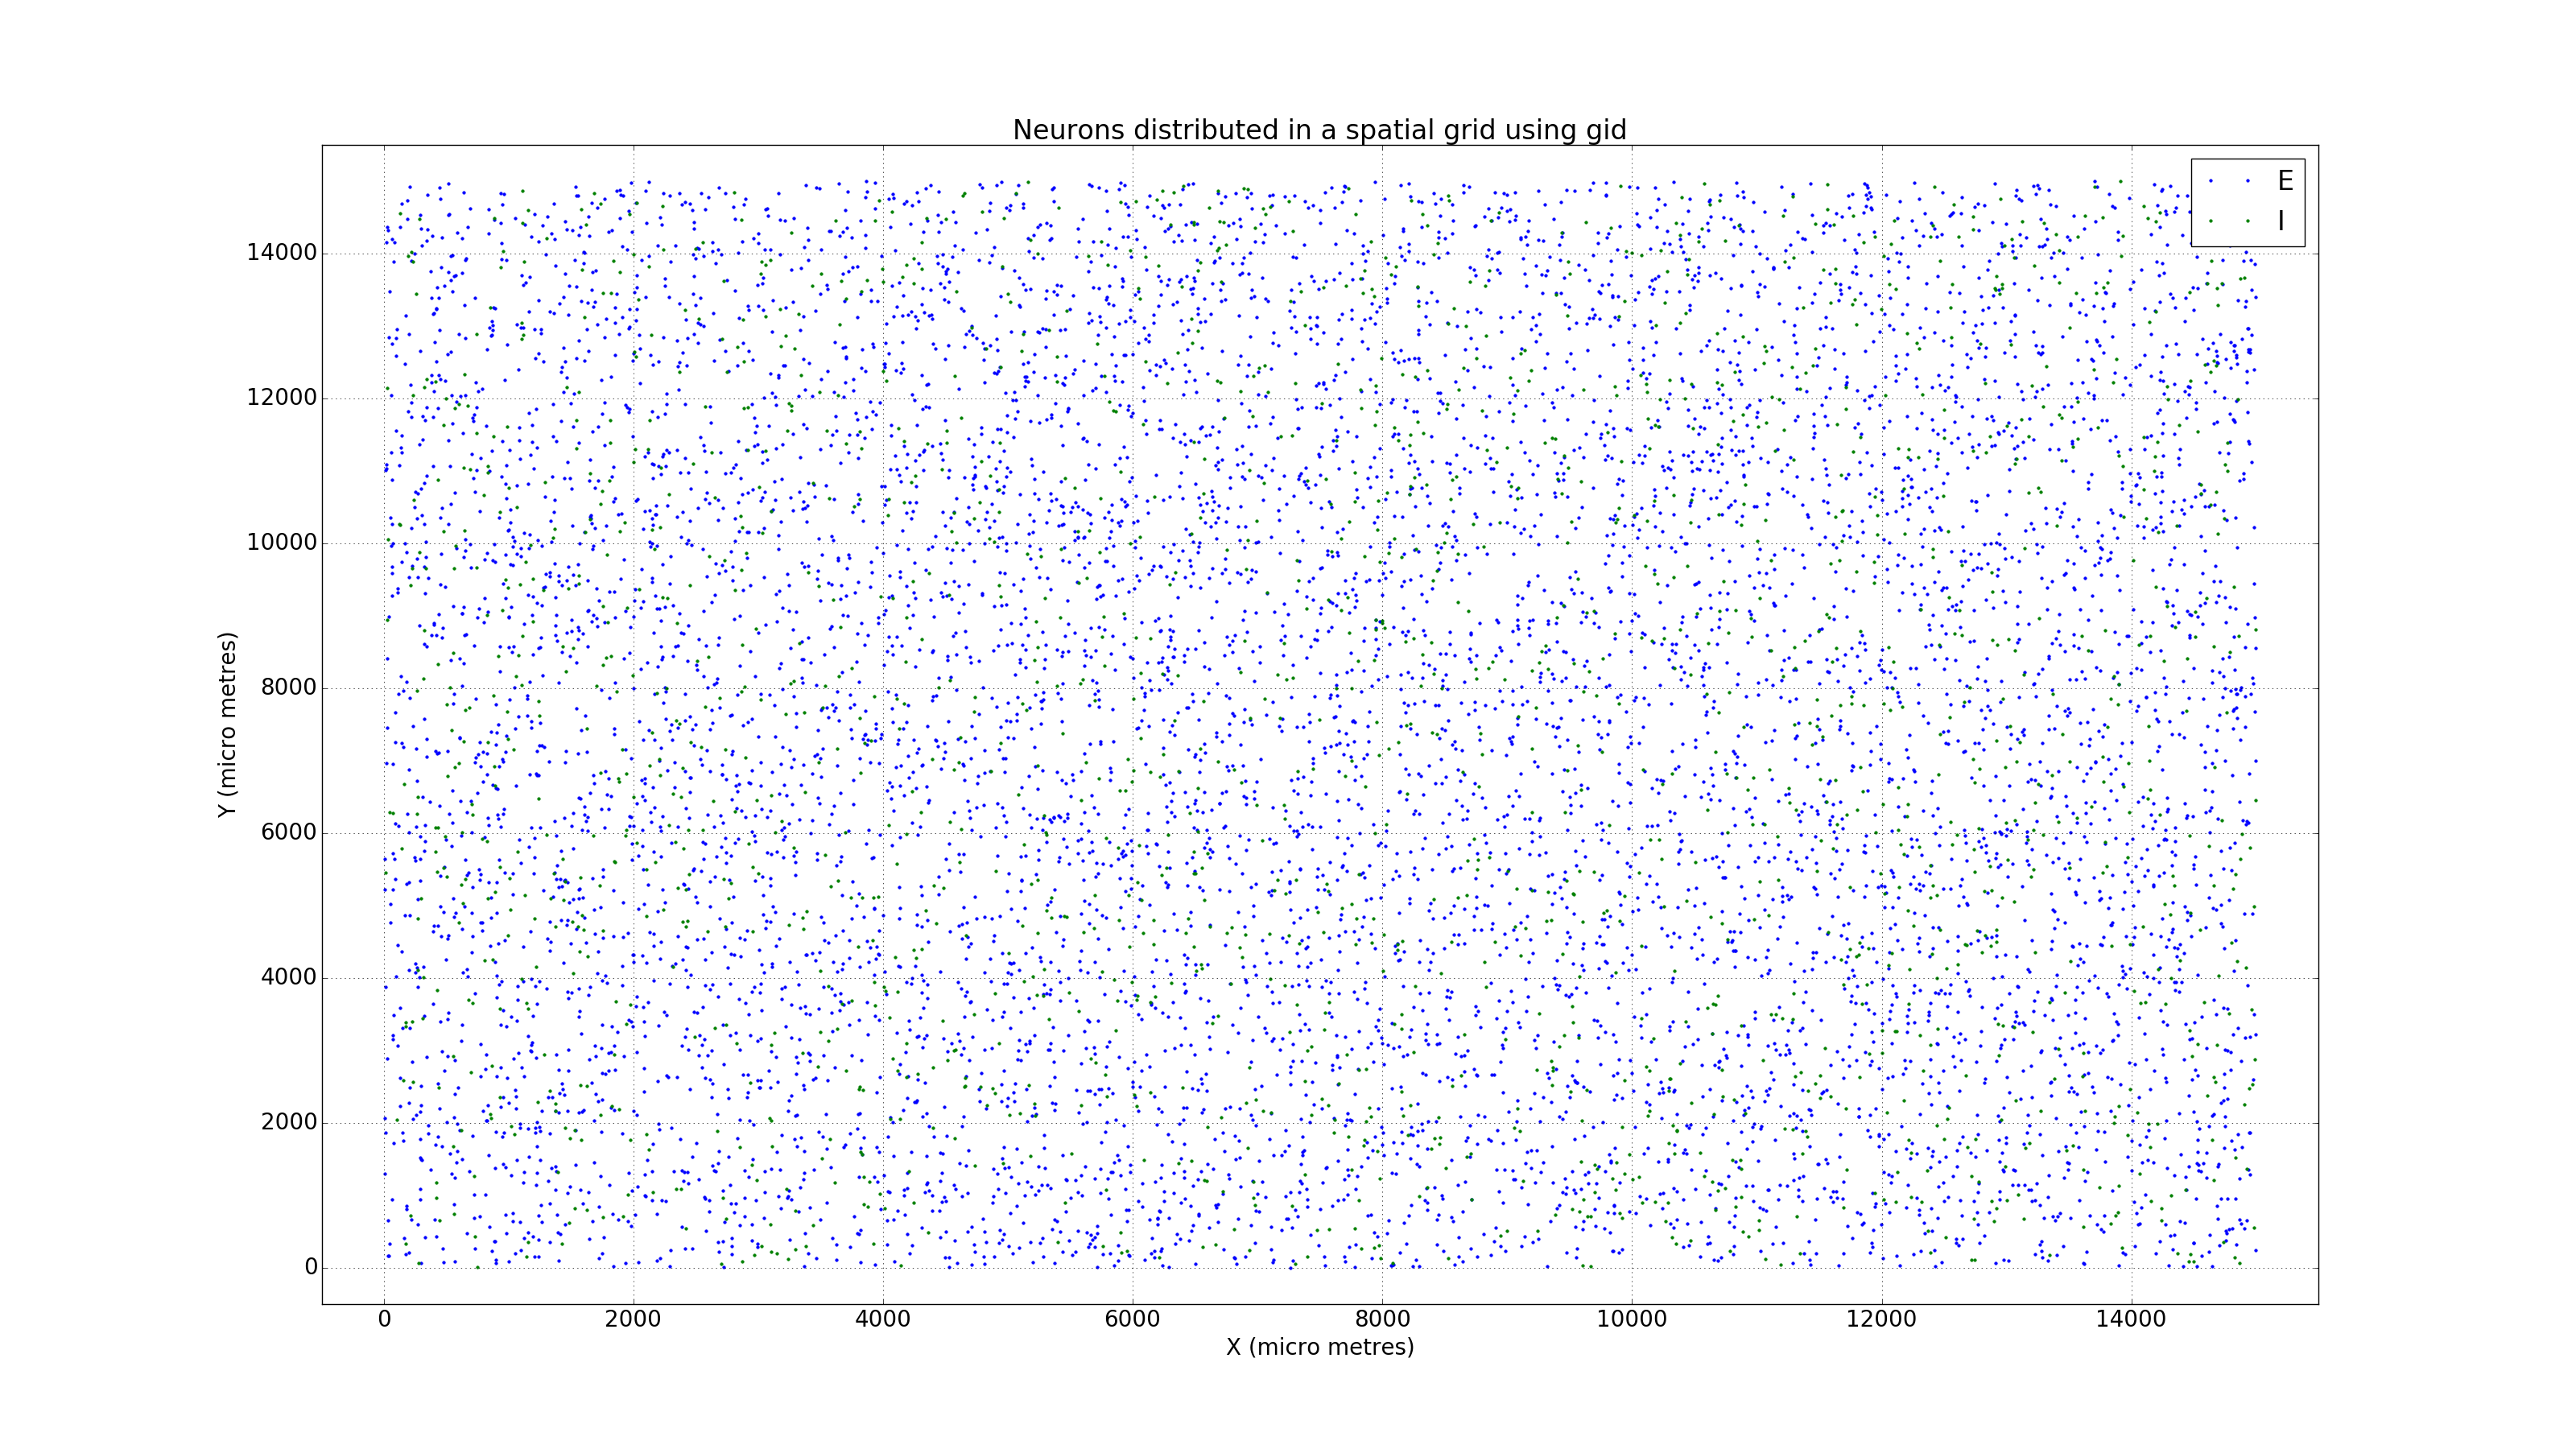 Neurons distributed in a spatial grid using gid
E
I
14000
12000
10000
8000
6000
4000
2000
0
Y (micro metres)
0 2000 4000 6000 8000 10000 12000 14000
X (micro metres)